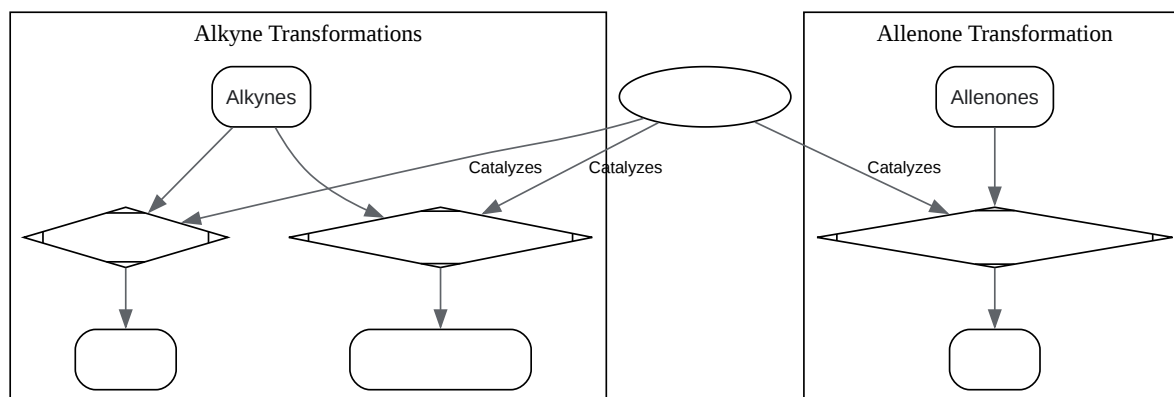 Alkyne Transformations
Allenone Transformation
Alkynes
Allenones
Catalyzes
Catalyzes
Catalyzes